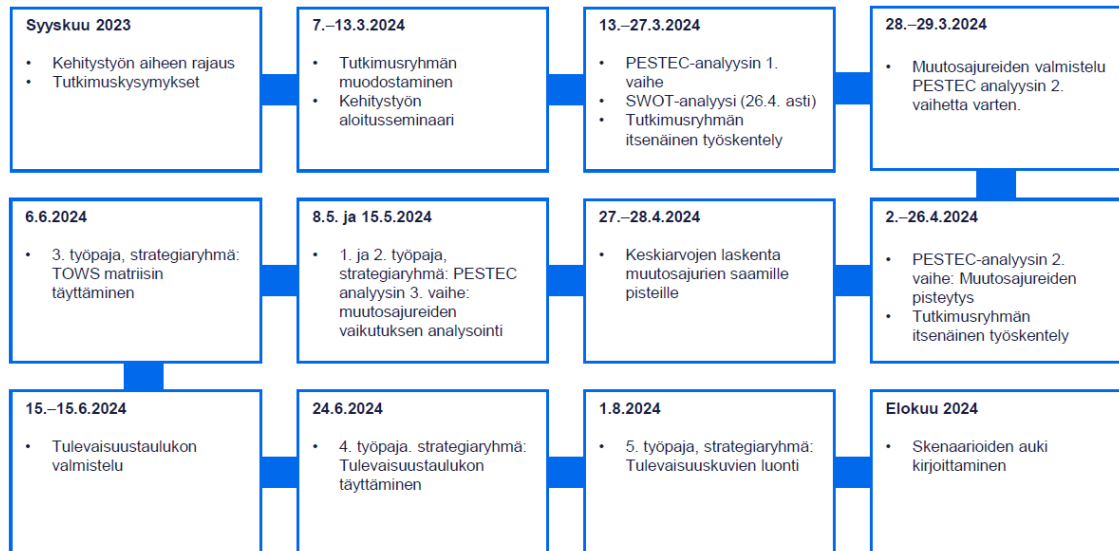 Syyskuu 2023
• Kehitystyön aiheen rajaus
• Tutkimuskysymykset
7.–13.3.2024
• Tutkimusryhmän
muodostaminen
• Kehitystyön
aloitusseminaari
13.–27.3.2024
• PESTEC-analyysin 1.
vaihe
• SWOT-analyysi (26.4. asti)
• Tutkimusryhmän
itsenäinen työskentely
28.–29.3.2024
• Muutosajureiden valmistelu
PESTEC analyysin 2.
vaihetta varten.
6.6.2024
• 3. työpaja, strategiaryhmä:
TOWS matriisin
täyttäminen
8.5. ja 15.5.2024
• 1. ja 2. työpaja,
strategiaryhmä: PESTEC
analyysin 3. vaihe:
muutosajureiden
vaikutuksen analysointi
27.–28.4.2024
• Keskiarvojen laskenta
muutosajurien saamille
pisteille
2.–26.4.2024
• PESTEC-analyysin 2.
vaihe: Muutosajureiden
pisteytys
• Tutkimusryhmän
itsenäinen työskentely
15.–15.6.2024
• Tulevaisuustaulukon
valmistelu
24.6.2024
• 4. työpaja. strategiaryhmä:
Tulevaisuustaulukon
täyttäminen
1.8.2024
• 5. työpaja, strategiaryhmä:
Tulevaisuuskuvien luonti
Elokuu 2024
• Skenaarioiden auki
kirjoittaminen